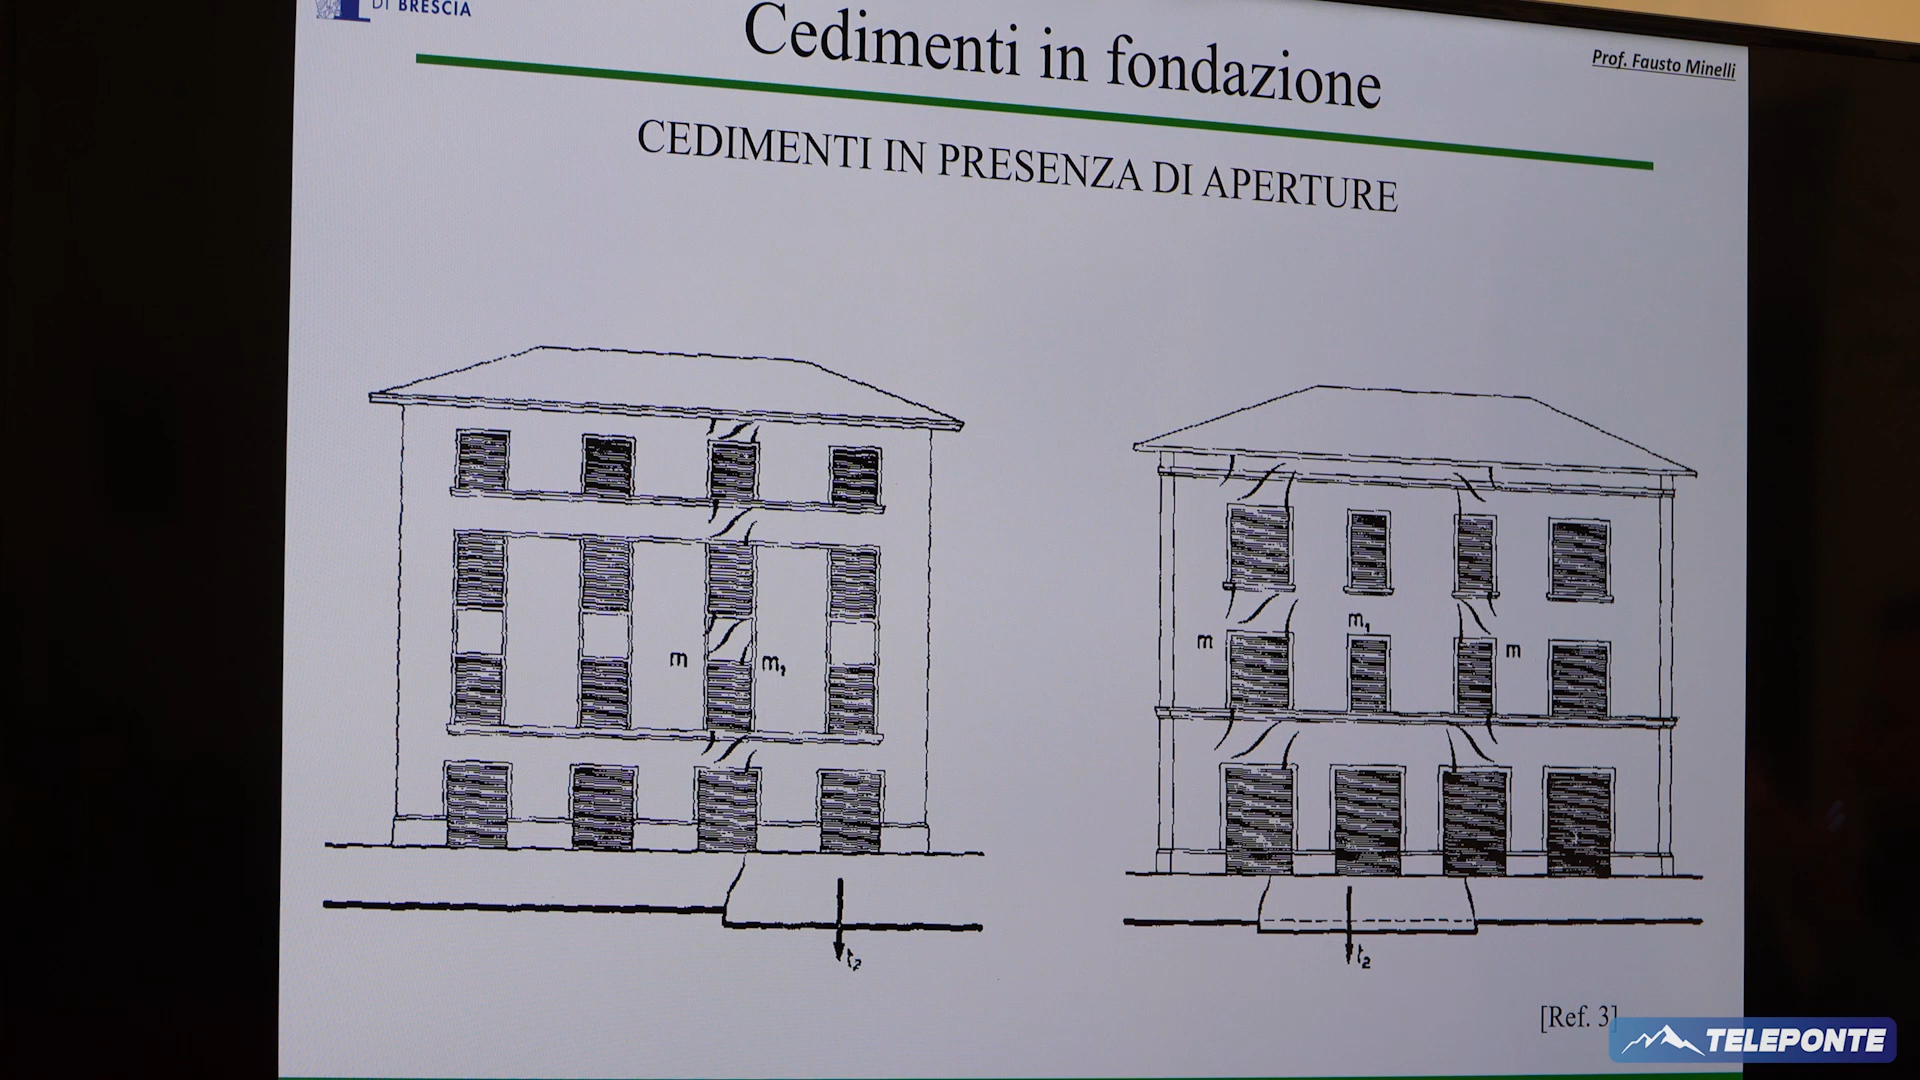 DI BRESCIA
Cedimenti in fondazione
Prof. Fausto Minelli
CEDIMENTI IN PRESENZA DI APERTURE
m
m₁
t₂
m
m₁
m
t₂
[Ref. 3]
TELEPONTE